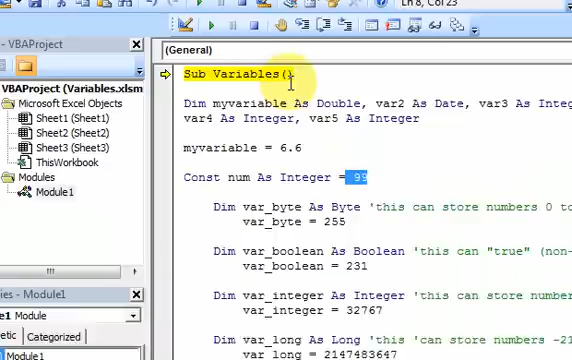 Ln 8, Col 23
- VBAProject
(General)
VBAProject (Variables.xlsm
Microsoft Excel Objects
Sheet1 (Sheet1)
Sheet2 (Sheet2)
Sheet3 (Sheet3)
ThisWorkbook
Modules
Module1
ies - Module1
le1 Module
etic Categorized
Module1
Sub Variables()
Dim myvariable As Double, var2 As Date, var3 As Integ
var4 As Integer, var5 As Integer
myvariable = 6.6
Const num As Integer = 99
Dim var_byte As Byte 'this can store numbers 0 to
var_byte = 255
Dim var_boolean As Boolean 'this can "true" (non-
var_boolean = 231
Dim var_integer As Integer 'this can store number
var_integer = 32767
Dim var_long As Long 'this 'can store numbers -21
var_long = 2147483647